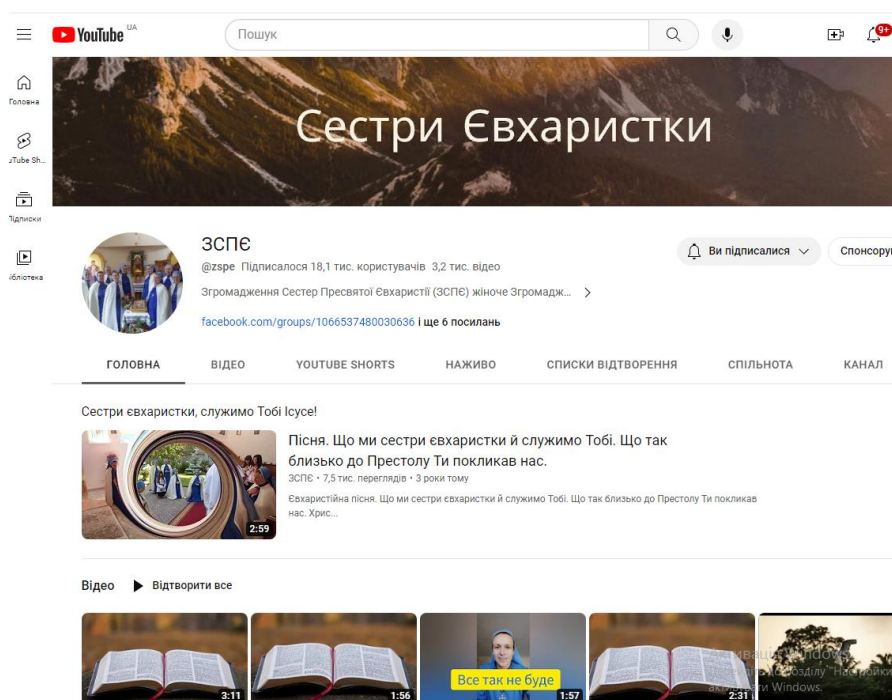 YouTube UA
Пошук
9+
Головна
Сестри Євхаристки
ЗСПЄ
@zspe Підписалося 18,1 тис. користувачів 3,2 тис. відео
Ви підписалися
Згромадження Сестер Пресвятої Євхаристії (ЗСПЄ) жіноче Згромадж...
facebook.com/groups/1066537480030636 і ще 6 посилань
ГОЛОВНА ВІДЕО YOUTUBE SHORTS НАЖИВО СПИСКИ ВІДТВОРЕННЯ СПІЛЬНОТА КАНАЛ
Сестри євхаристки, служимо Тобі Ісусе!
Пісня. Що ми сестри євхаристки й служимо Тобі. Що так
близько до Престолу Ти покликав нас.
ЗСПЄ • 7,5 тис. переглядів • 3 роки тому
Євхаристійна пісня. Що ми сестри євхаристки й служимо Тобі. Що так близько до Престолу Ти покликав
нас. Хрис...
2:59
Відео Відтворити все
Все так не буде
3:11 1:56 1:57 2:31
Windows.